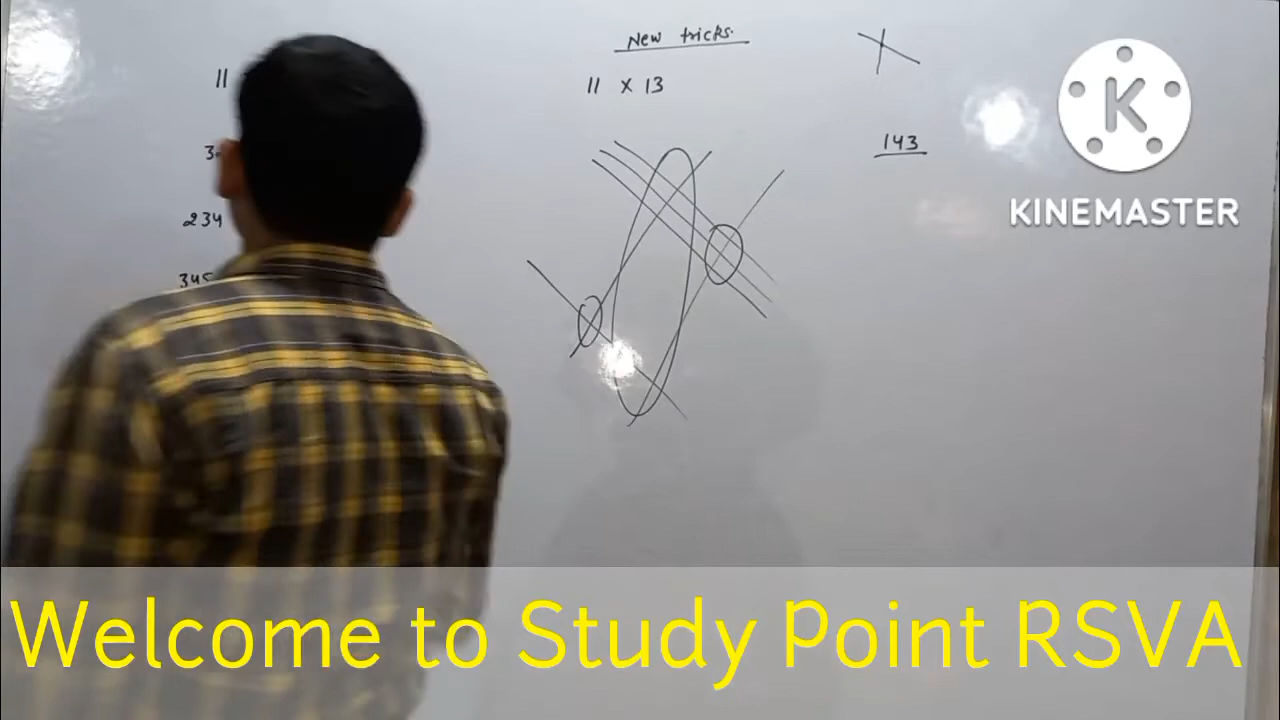 New tricks.
11
11 x 13
143
234
KINEMASTER
Welcome to Study Point RSVA